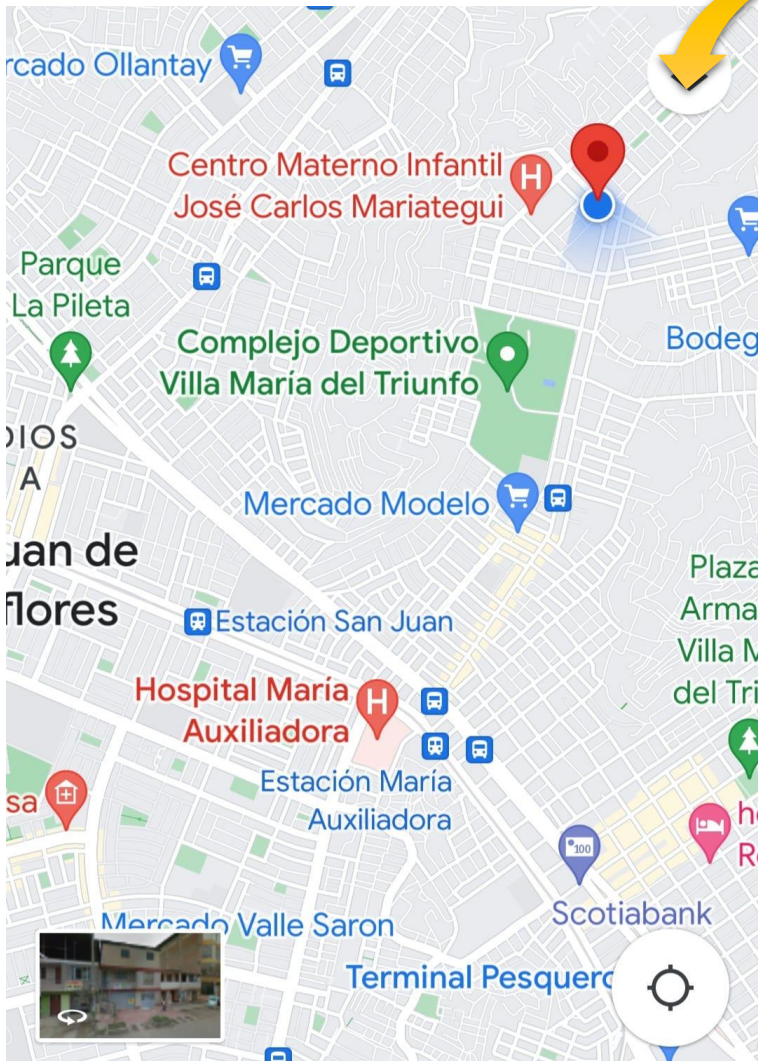 rcado Ollantay
Centro Materno Infantil
José Carlos Mariategui
Parque
La Pileta
Complejo Deportivo
Villa María del Triunfo
Bodeg
DIOS
A
Mercado Modelo
uan de
flores
Plaza
Arma
Villa M
del Tri
Estación San Juan
Hospital María
Auxiliadora
Estación María
Auxiliadora
sa
ho
Re
100
Scotiabank
Mercado Valle Saron
Terminal Pesquero